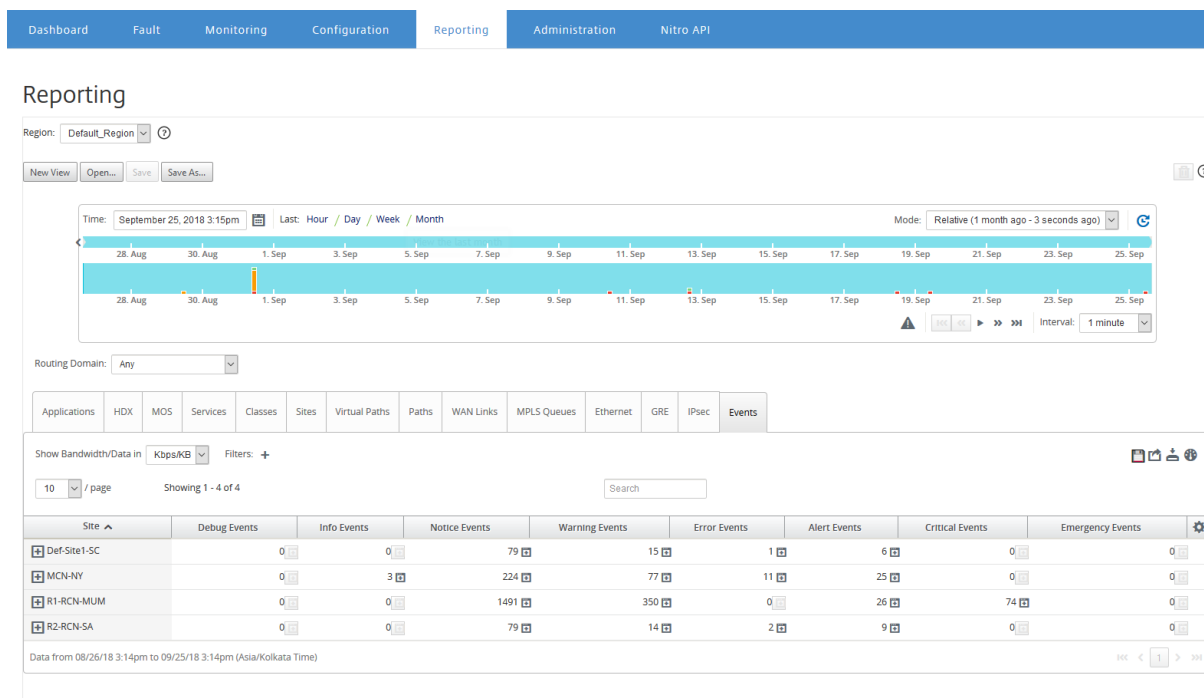 Dashboard Fault Monitoring Configuration Reporting Administration Nitro API
Reporting
Region: Default_Region
New View Open... Save Save As...
Time: September 25, 2018 3:15pm Last: Hour / Day / Week / Month Mode: Relative (1 month ago - 3 seconds ago)
28. Aug 30. Aug 1. Sep 3. Sep 5. Sep 7. Sep 9. Sep 11. Sep 13. Sep 15. Sep 17. Sep 19. Sep 21. Sep 23. Sep 25. Sep
28. Aug 30. Aug 1. Sep 3. Sep 5. Sep 7. Sep 9. Sep 11. Sep 13. Sep 15. Sep 17. Sep 19. Sep 21. Sep 23. Sep 25. Sep
Interval: 1 minute
Routing Domain: Any
Applications HDX MOS Services Classes Sites Virtual Paths Paths WAN Links MPLS Queues Ethernet GRE IPsec Events
Show Bandwidth/Data in Kbps/KB Filters: +
10 / page Showing 1 - 4 of 4 Search
Site Debug Events Info Events Notice Events Warning Events Error Events Alert Events Critical Events Emergency Events
Def-Site1-SC 0 0 79 15 1 6 0 0
MCN-NY 0 3 224 77 11 25 0 0
R1-RCN-MUM 0 0 1491 350 0 26 74 0
R2-RCN-SA 0 0 79 14 2 9 0 0
Data from 08/26/18 3:14pm to 09/25/18 3:14pm (Asia/Kolkata Time) 1